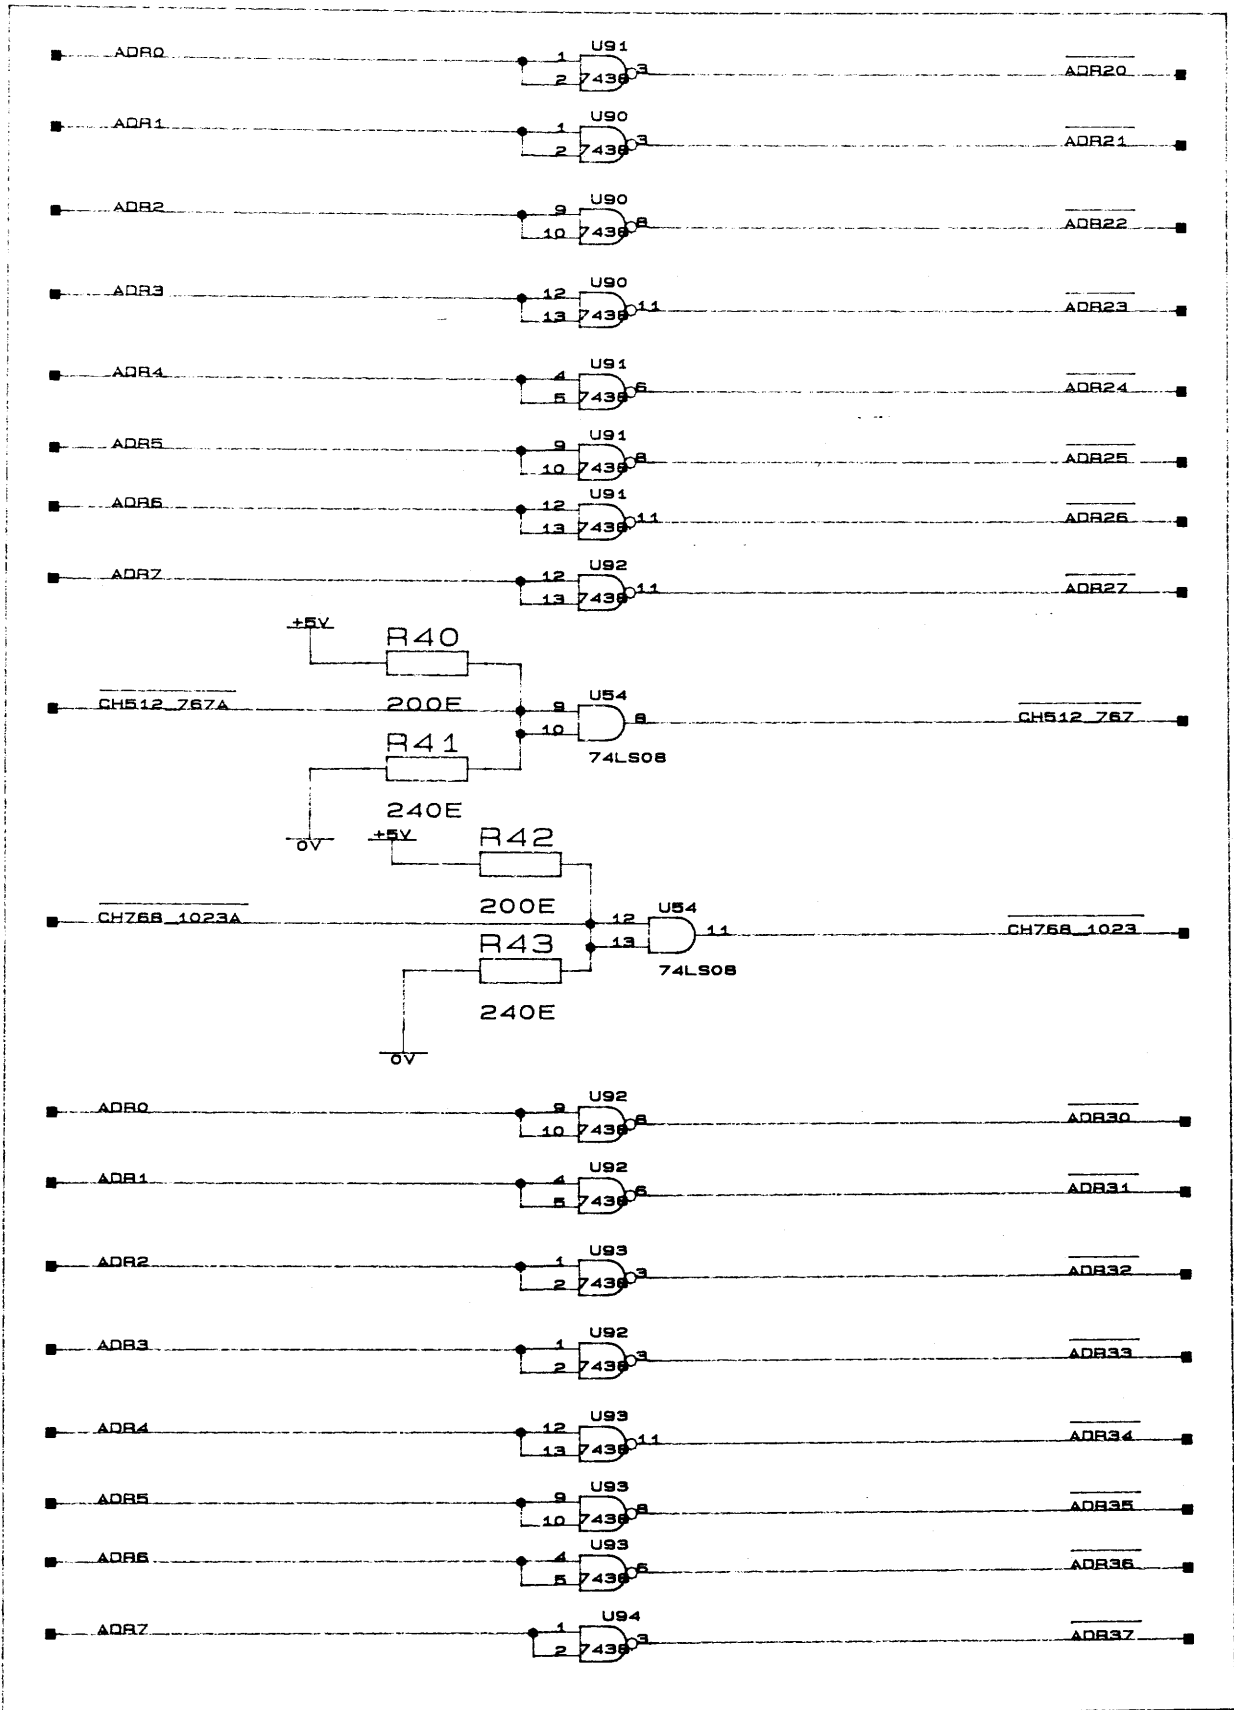 U91
ADR0 1 3 ADR20
2 7438
U90
ADR1 1 3 ADR21
2 7438
U90
ADR2 9 8 ADR22
10 7438
U90
ADR3 12 11 ADR23
13 7438
U91
ADR4 4 6 ADR24
5 7438
U91
ADR5 9 8 ADR25
10 7438
U91
ADR6 12 11 ADR26
13 7438
U92
ADR7 12 11 ADR27
13 7438
+5V
R40
CH512_767A 200E 9 U54 8 CH512_767
10
R41
74LS08
240E
0V
+5V
R42
CH768_1023A 200E 12 U54 11 CH768_1023
13
R43
74LS08
240E
0V
U92
ADR0 9 8 ADR30
10 7438
U92
ADR1 4 6 ADR31
5 7438
U93
ADR2 1 3 ADR32
2 7438
U92
ADR3 1 3 ADR33
2 7438
U93
ADR4 12 11 ADR34
13 7438
U93
ADR5 9 8 ADR35
10 7438
U93
ADR6 4 6 ADR36
5 7438
U94
ADR7 1 3 ADR37
2 7438